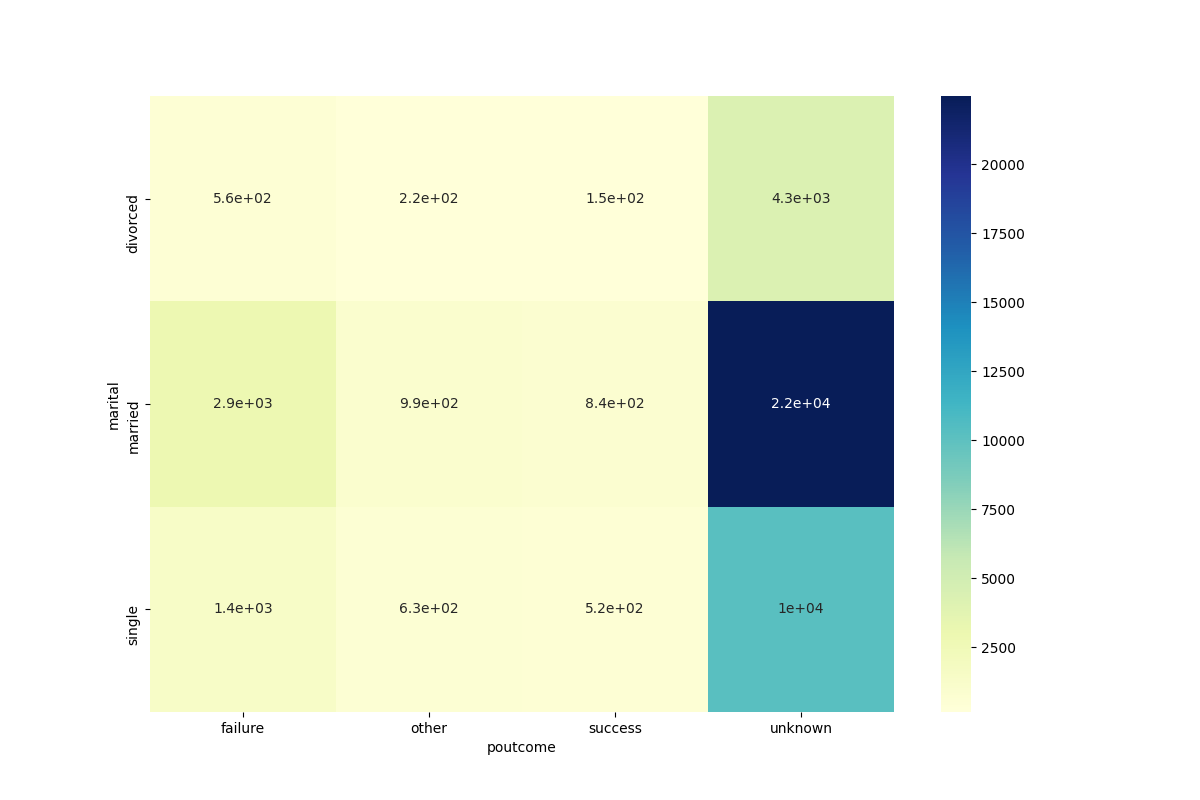 divorced 5.6e+02 2.2e+02 1.5e+02 4.3e+03
marital
married 2.9e+03 9.9e+02 8.4e+02 2.2e+04
single 1.4e+03 6.3e+02 5.2e+02 1e+04
failure other success unknown
poutcome
20000
17500
15000
12500
10000
7500
5000
2500